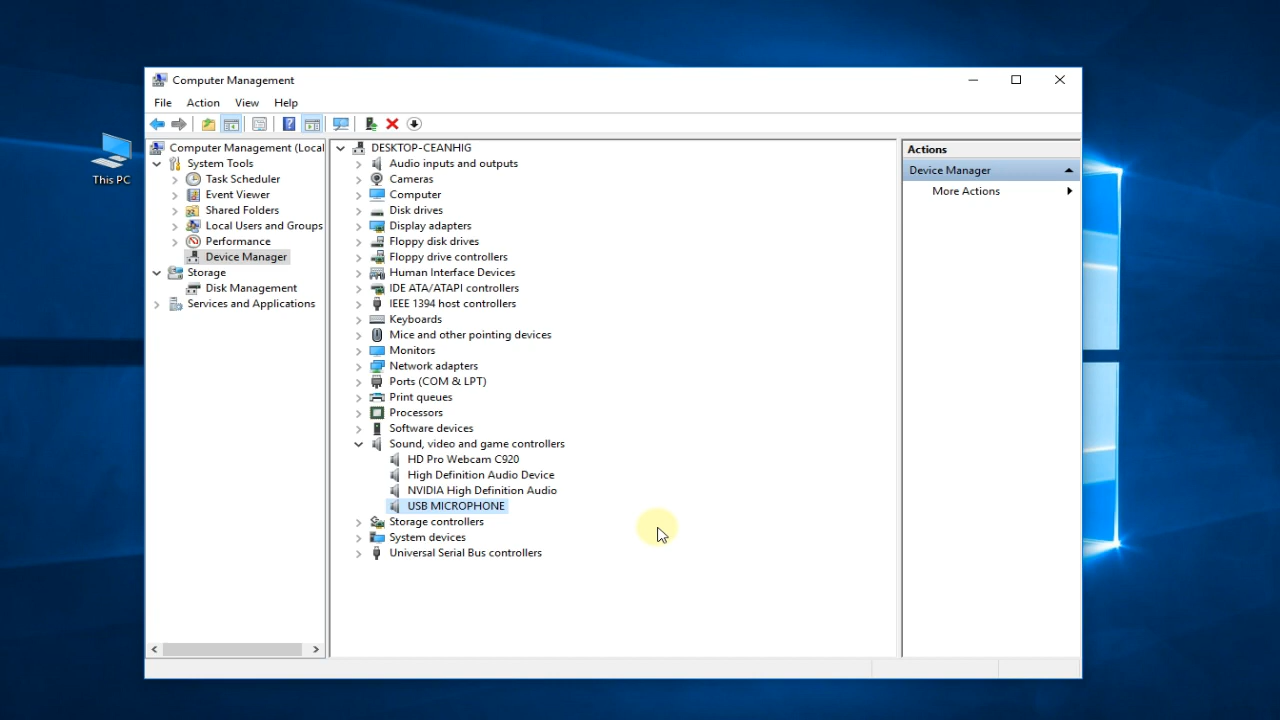 This PC
Computer Management
File Action View Help
Computer Management (Local
System Tools
Task Scheduler
Event Viewer
Shared Folders
Local Users and Groups
Performance
Device Manager
Storage
Disk Management
Services and Applications
DESKTOP-CEANHIG
Audio inputs and outputs
Cameras
Computer
Disk drives
Display adapters
Floppy disk drives
Floppy drive controllers
Human Interface Devices
IDE ATA/ATAPI controllers
IEEE 1394 host controllers
Keyboards
Mice and other pointing devices
Monitors
Network adapters
Ports (COM & LPT)
Print queues
Processors
Software devices
Sound, video and game controllers
HD Pro Webcam C920
High Definition Audio Device
NVIDIA High Definition Audio
USB MICROPHONE
Storage controllers
System devices
Universal Serial Bus controllers
Actions
Device Manager
More Actions